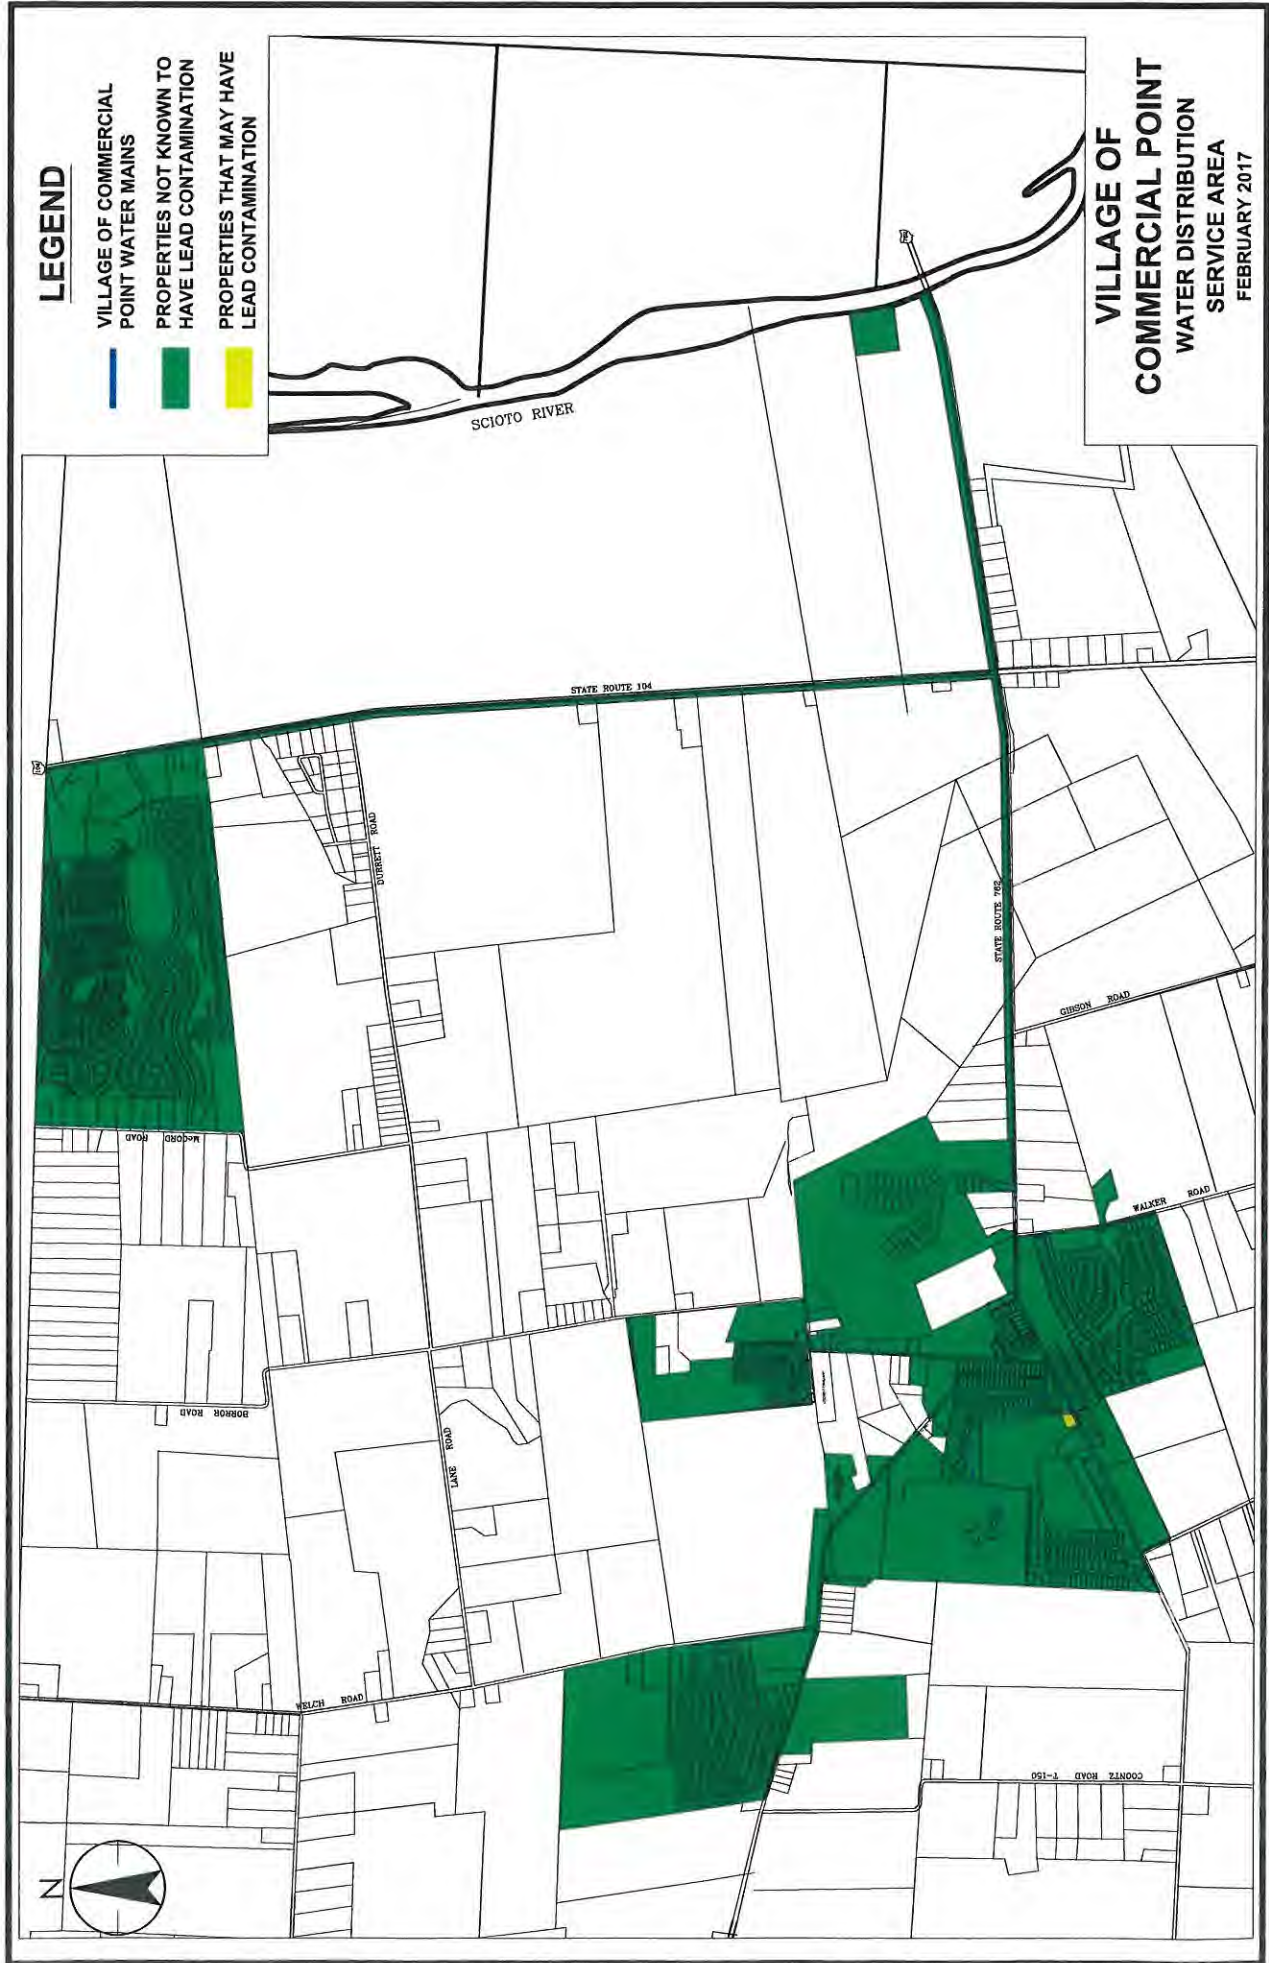 LEGEND
VILLAGE OF COMMERCIAL
POINT WATER MAINS
PROPERTIES NOT KNOWN TO
HAVE LEAD CONTAMINATION
PROPERTIES THAT MAY HAVE
LEAD CONTAMINATION
N
SCIOTO RIVER
104
STATE ROUTE 104
DURRETT ROAD
McCORD ROAD
BORROR ROAD
LANE ROAD
WELCH ROAD
STATE ROUTE 762
GIBSON ROAD
WALKER ROAD
COONTZ ROAD T-150
VILLAGE OF
COMMERCIAL POINT
WATER DISTRIBUTION
SERVICE AREA
FEBRUARY 2017